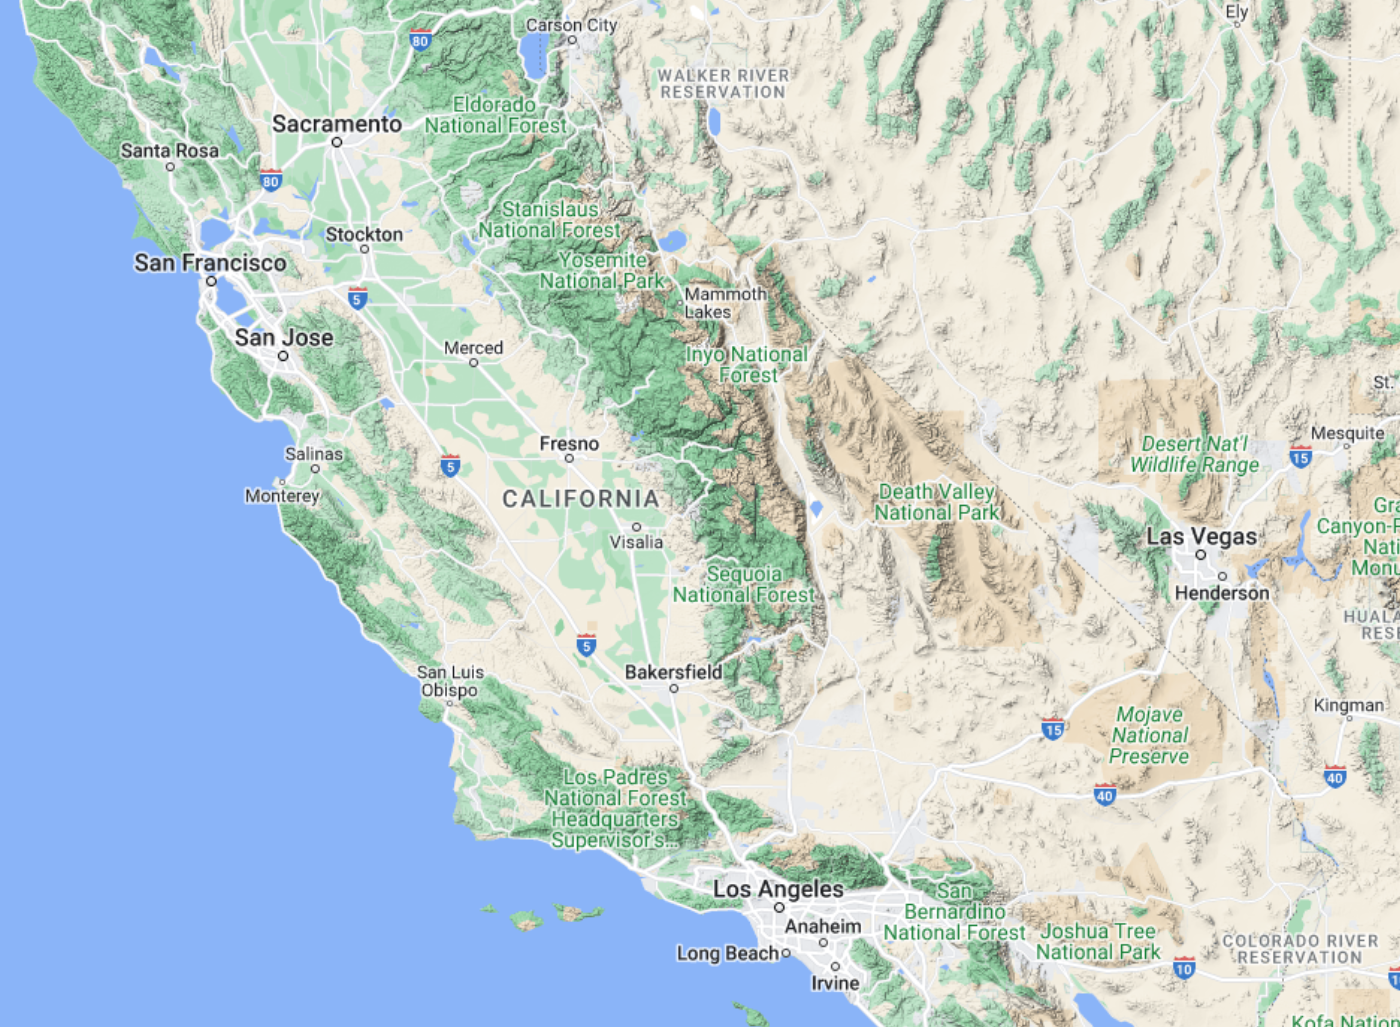 Ely
Carson City
80
WALKER RIVER
RESERVATION
Eldorado
National Forest
Sacramento
Santa Rosa
80
Stanislaus
National Forest
Stockton
San Francisco
Yosemite
National Park
5
Mammoth
Lakes
San Jose
Merced
Inyo National
Forest
St.
Mesquite
Fresno
Desert Nat'l
Wildlife Range
15
Salinas
5
Monterey
CALIFORNIA
Death Valley
National Park
Gra
Canyon-P
Nati
Monu
Visalia
Las Vegas
Henderson
Sequoia
National Forest
HUALA
RESE
5
San Luis
Obispo
Bakersfield
Kingman
15
Mojave
National
Preserve
40
40
Los Padres
National Forest
Headquarters
Supervisor's...
Los Angeles
San
Bernardino
National Forest
Anaheim
Joshua Tree
National Park
COLORADO RIVER
RESERVATION
Long Beach
10
Irvine
Kofa Nation